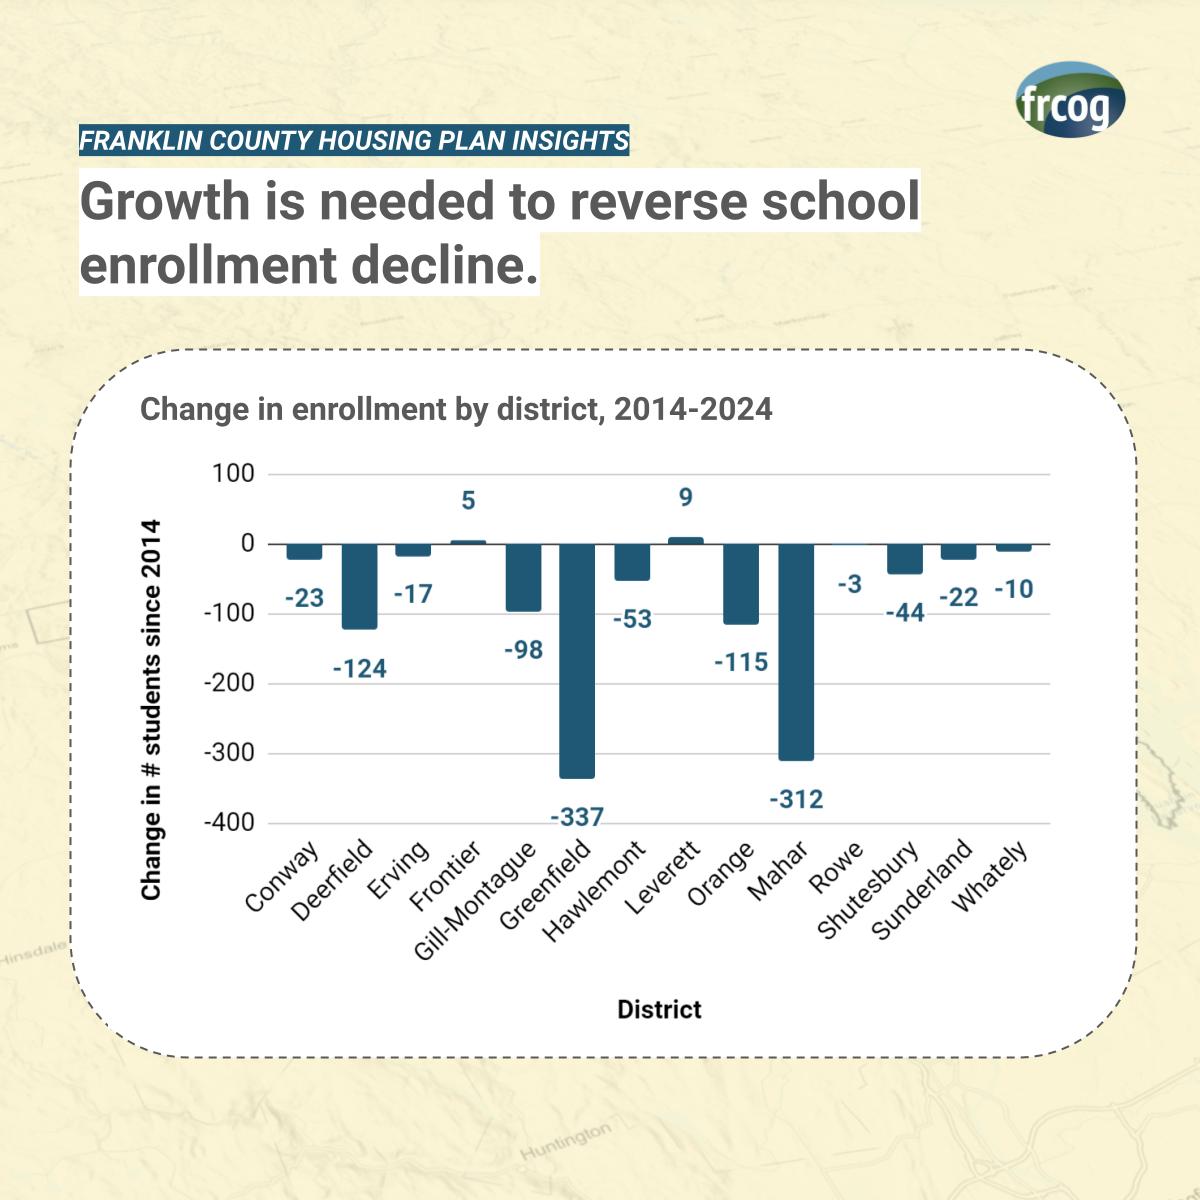 frcog
FRANKLIN COUNTY HOUSING PLAN INSIGHTS
Growth is needed to reverse school
enrollment decline.
Change in enrollment by district, 2014-2024
Change in # students since 2014
100
0
-100
-200
-300
-400
-23
-124
-17
5
-98
-337
-53
9
-115
-312
-3
-44
-22
-10
Conway
Deerfield
Erving
Frontier
Gill-Montague
Greenfield
Hawlemont
Leverett
Orange
Mahar
Rowe
Shutesbury
Sunderland
Whately
District
Hinsdale
Huntington